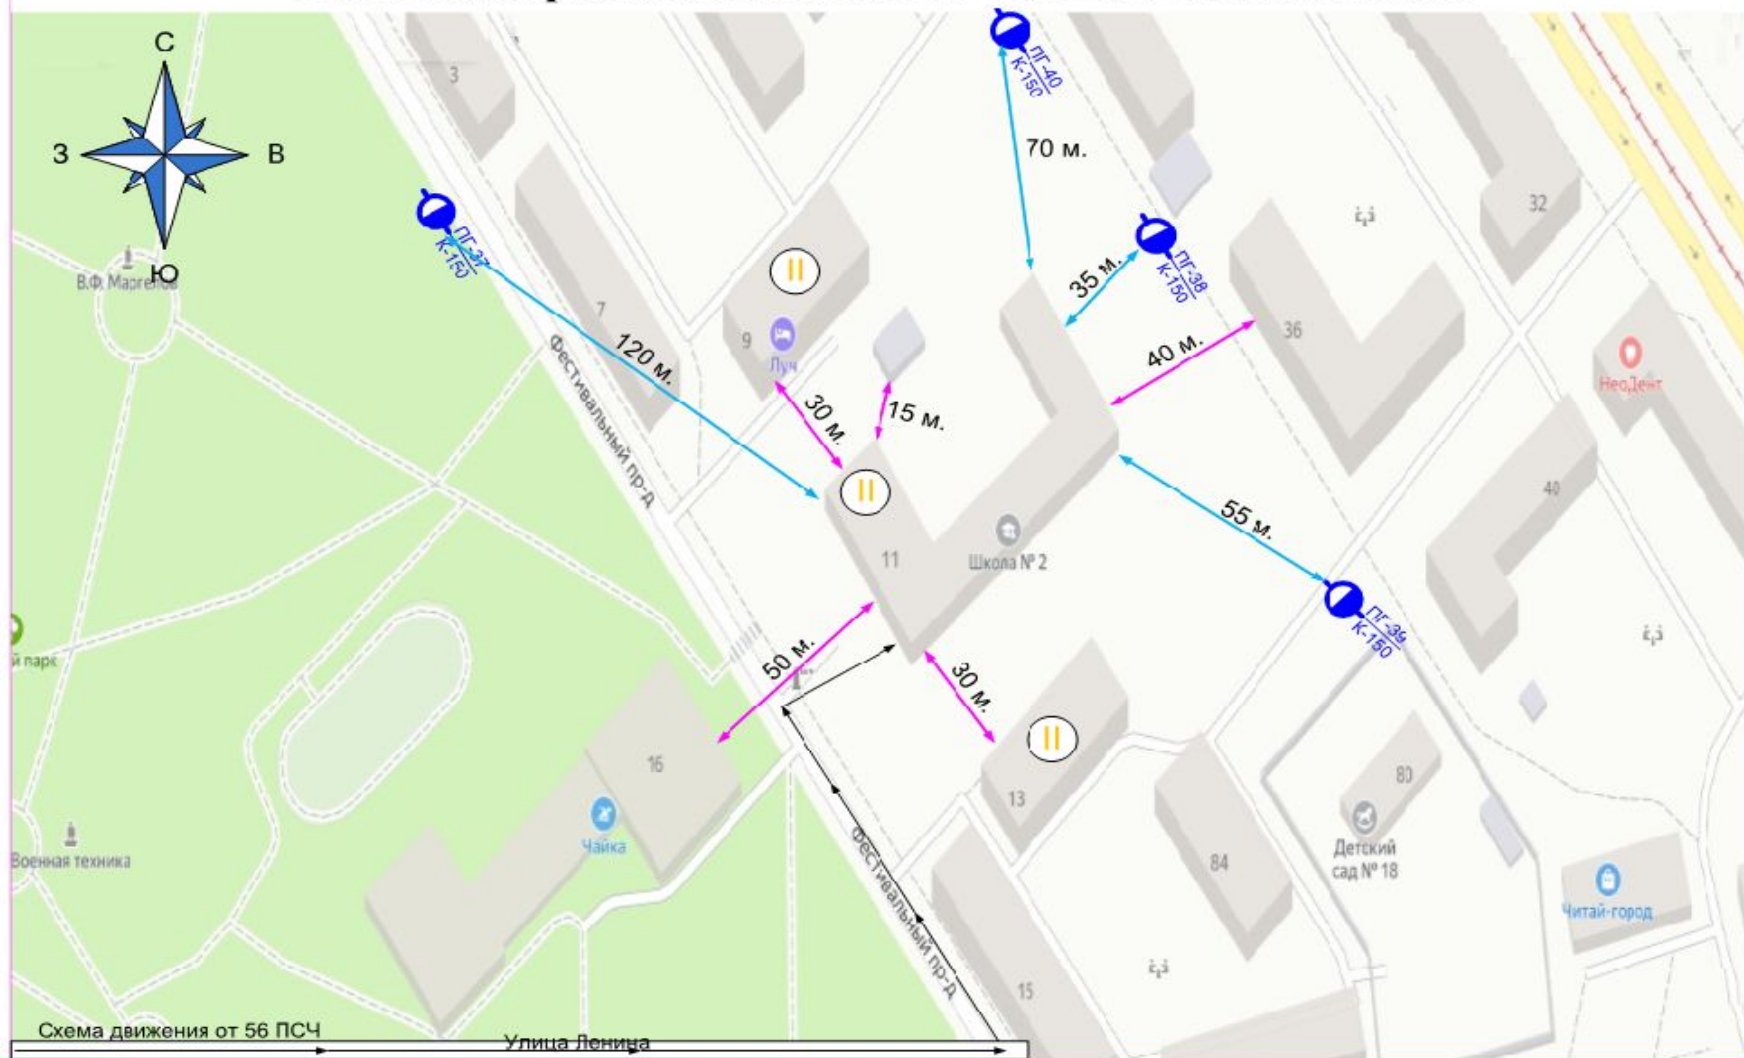 С
З
В
Ю
3
ПГ-40
К-150
70 м.
32
ПГ-37
К-150
В.Ф. Маргелов
35 м.
ПГ-38
К-150
7
9
Луч
120 м.
40 м.
36
НеоДент
Фестивальный пр-д
30 м.
15 м.
11
Школа № 2
55 м.
40
ПГ-39
К-150
й парк
50 м.
30 м.
16
Чайка
13
80
Детский
сад № 18
84
Военная техника
Читай-город
Фестивальный пр-д
15
Схема движения от 56 ПСЧ
Улица Ленина